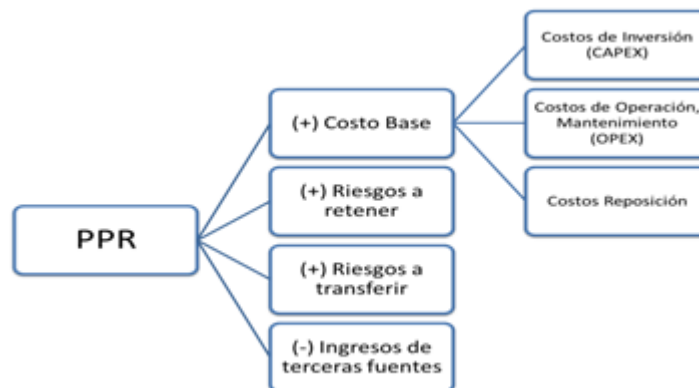 PPR
(+) Costo Base
(+) Riesgos a
retener
(+) Riesgos a
transferir
(-) Ingresos de
terceras fuentes
Costos de Inversión
(CAPEX)
Costos de Operación,
Mantenimiento
(OPEX)
Costos Reposición